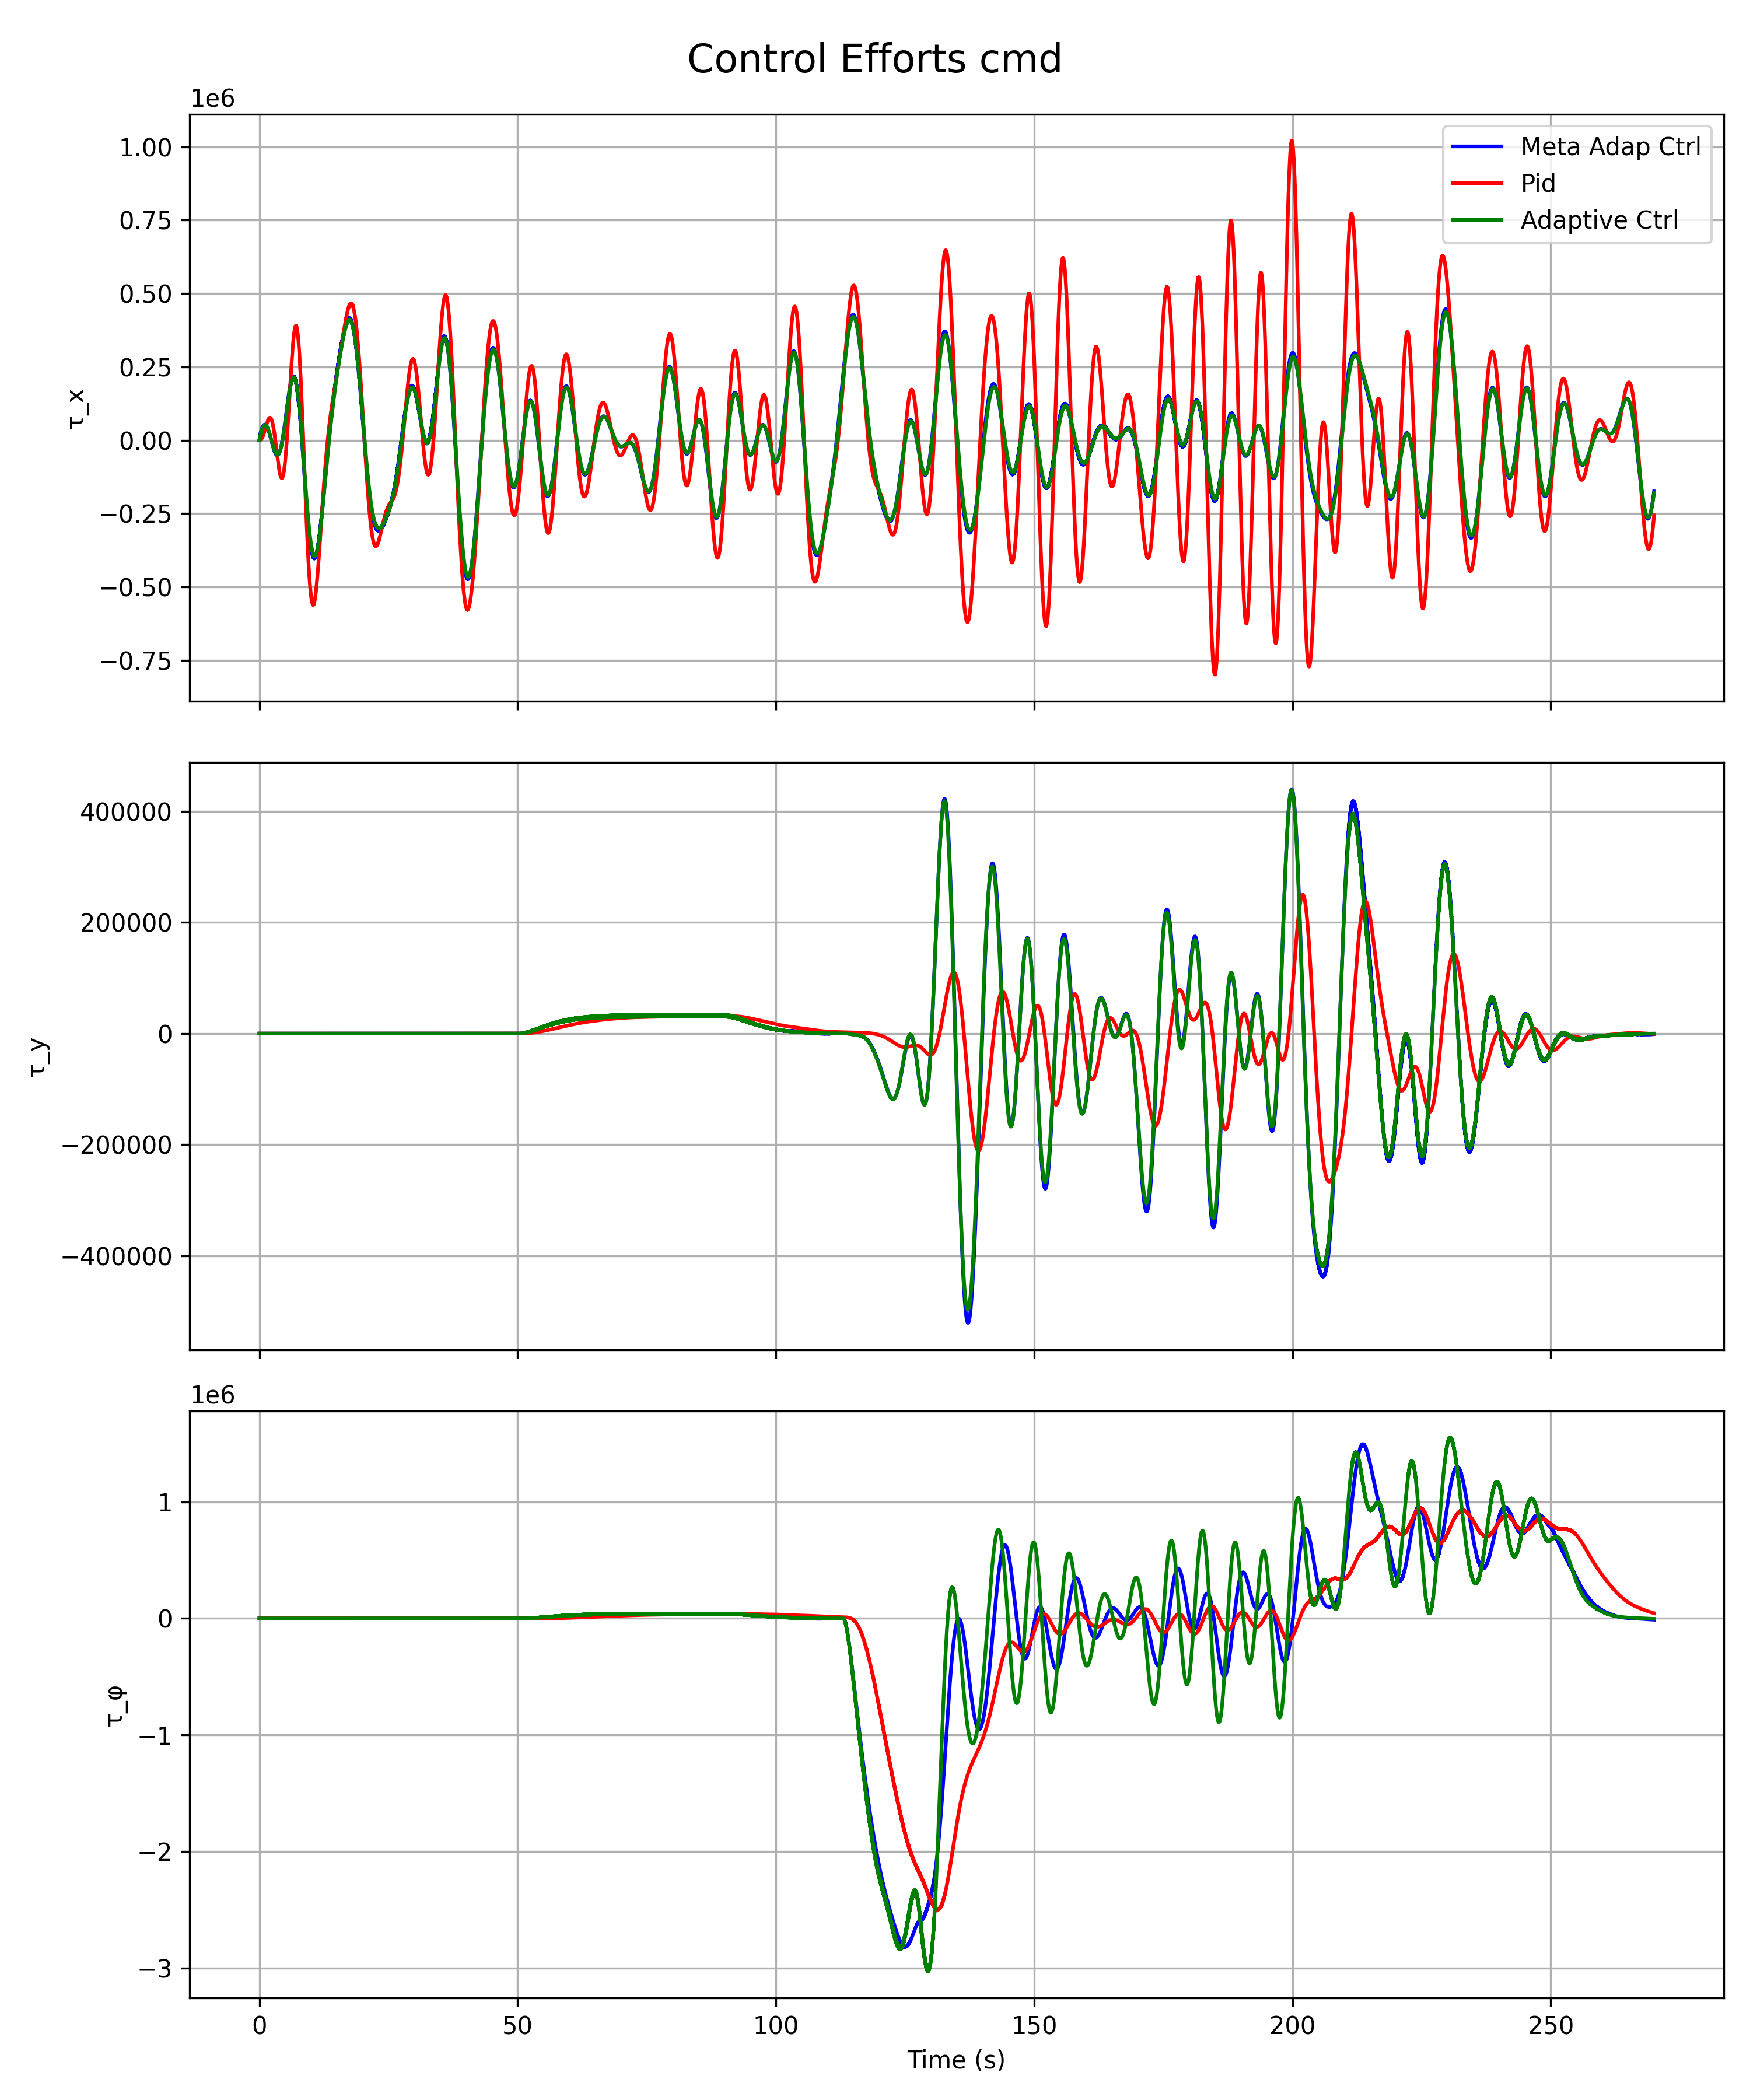 Control Efforts cmd
1e6
1.00
0.75
0.50
0.25
0.00
−0.25
−0.50
−0.75
τ_x
Meta Adap Ctrl
Pid
Adaptive Ctrl
400000
200000
0
−200000
−400000
τ_y
1e6
1
0
−1
−2
−3
τ_φ
0 50 100 150 200 250
Time (s)